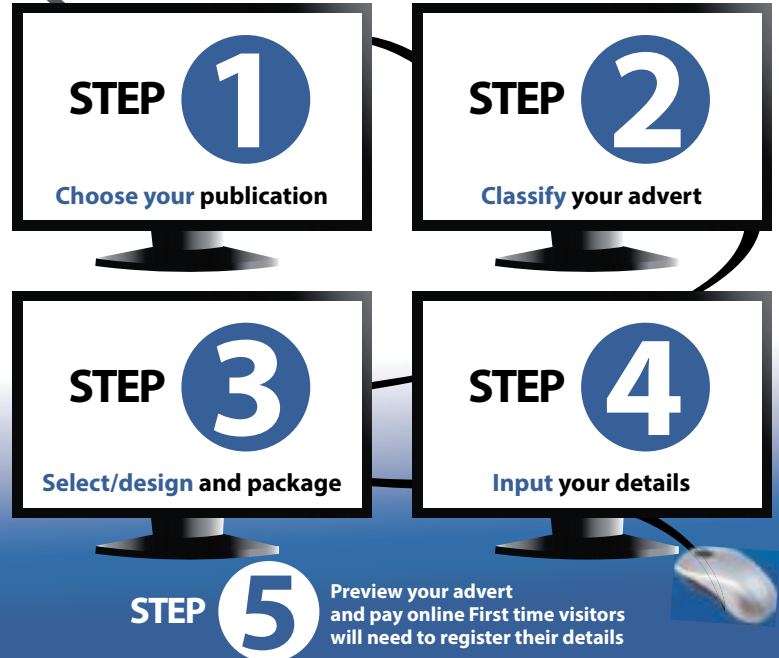 STEP 1
Choose your publication
STEP 2
Classify your advert
STEP 3
Select/design and package
STEP 4
Input your details
STEP 5
Preview your advert
and pay online First time visitors
will need to register their details